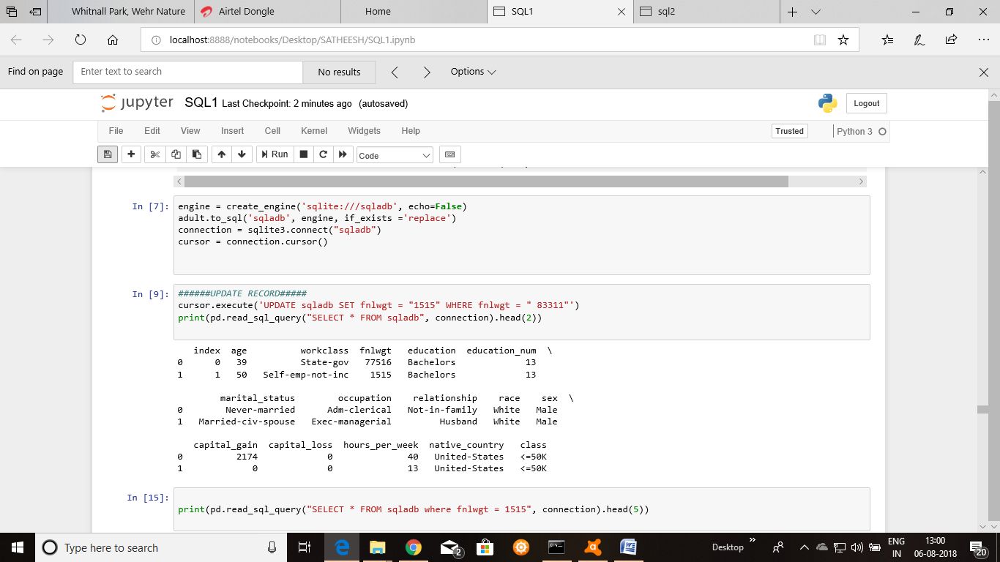 Whitnall Park, Wehr Nature
Airtel Dongle
Home
SQL1
sql2
localhost:8888/notebooks/Desktop/SATHEESH/SQL1.ipynb
Find on page
Enter text to search
No results
Options
jupyter SQL1 Last Checkpoint: 2 minutes ago (autosaved)
Logout
File Edit View Insert Cell Kernel Widgets Help
Trusted
Python 3
Run
Code
In [7]:
engine = create_engine('sqlite:///sqladb', echo=False)
adult.to_sql('sqladb', engine, if_exists ='replace')
connection = sqlite3.connect("sqladb")
cursor = connection.cursor()
In [9]:
######UPDATE RECORD#####
cursor.execute('UPDATE sqladb SET fnlwgt = "1515" WHERE fnlwgt = " 83311"')
print(pd.read_sql_query("SELECT * FROM sqladb", connection).head(2))
index age workclass fnlwgt education education_num \
0 0 39 State-gov 77516 Bachelors 13
1 1 50 Self-emp-not-inc 1515 Bachelors 13
marital_status occupation relationship race sex \
0 Never-married Adm-clerical Not-in-family White Male
1 Married-civ-spouse Exec-managerial Husband White Male
capital_gain capital_loss hours_per_week native_country class
0 2174 0 40 United-States <=50K
1 0 0 13 United-States <=50K
In [15]:
print(pd.read_sql_query("SELECT * FROM sqladb where fnlwgt = 1515", connection).head(5))
Type here to search
2
Desktop
ENG
IN
13:00
06-08-2018
20